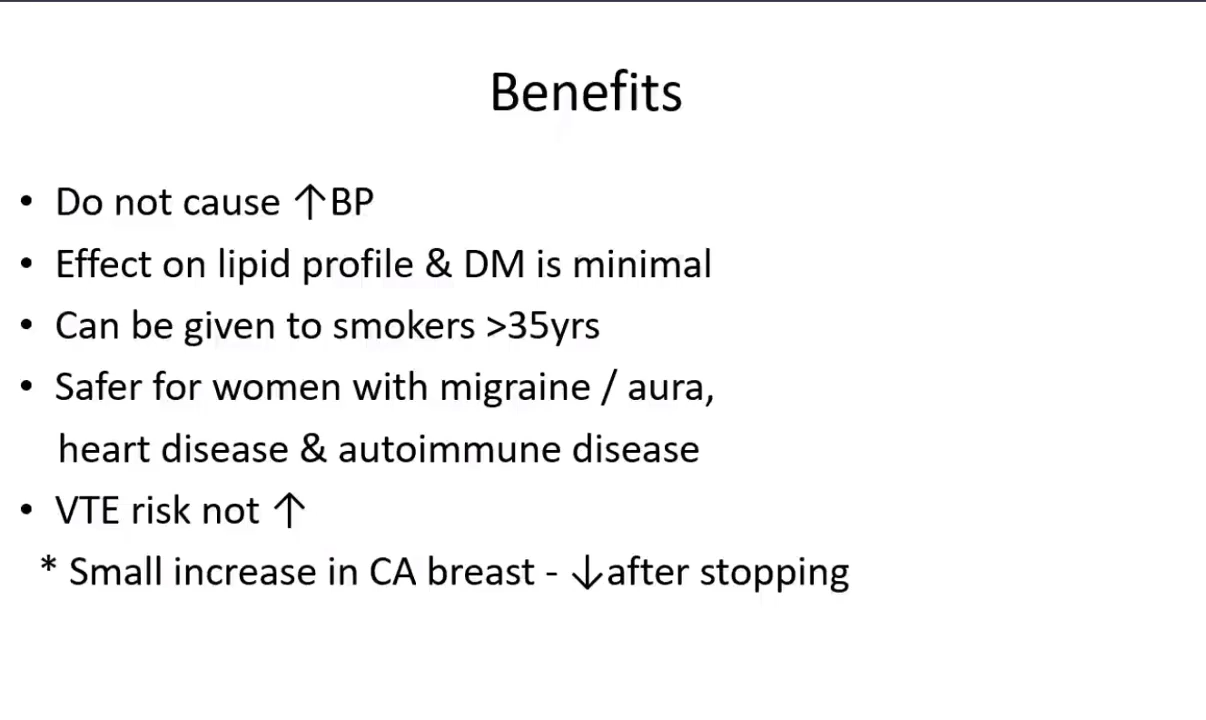 Benefits
• Do not cause ↑BP
• Effect on lipid profile & DM is minimal
• Can be given to smokers >35yrs
• Safer for women with migraine / aura,
heart disease & autoimmune disease
• VTE risk not ↑
* Small increase in CA breast - ↓after stopping